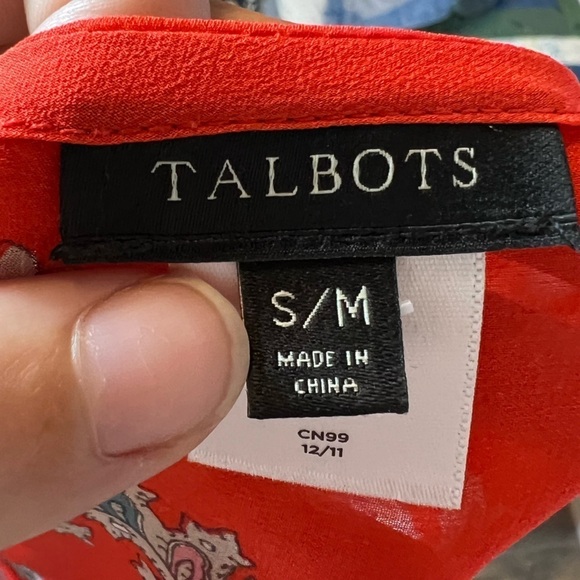 TALBOTS
S/M
MADE IN
CHINA
CN99
12/11